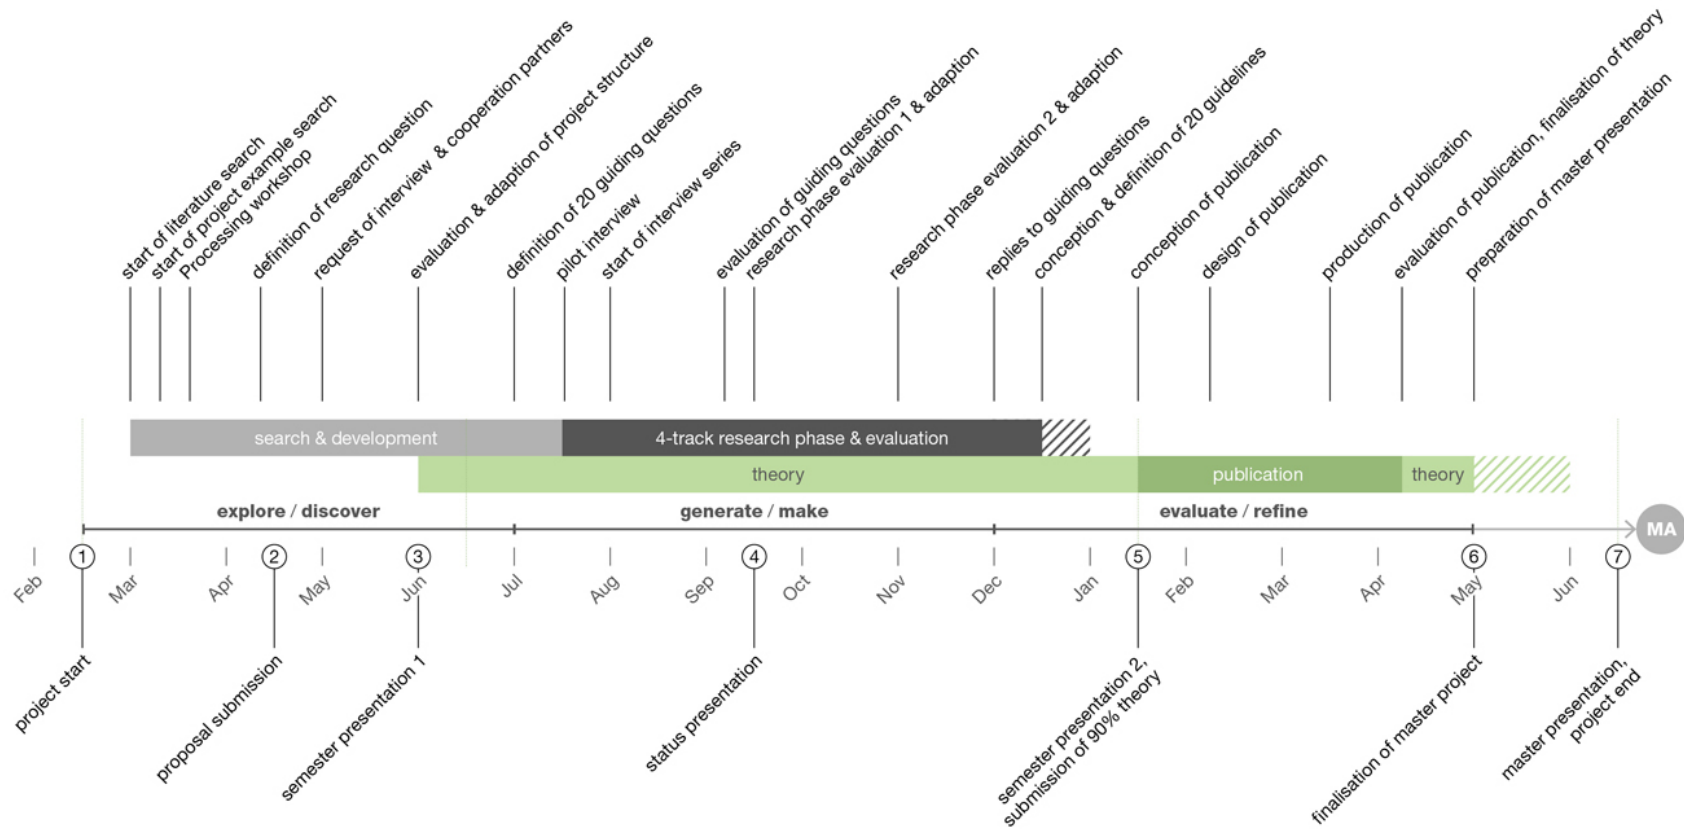 start of literature search
start of project example search
Processing workshop
definition of research question
request of interview & cooperation partners
evaluation & adaption of project structure
definition of 20 guiding questions
pilot interview
start of interview series
evaluation of guiding questions
research phase evaluation 1 & adaption
research phase evaluation 2 & adaption
replies to guiding questions
conception & definition of 20 guidelines
conception of publication
design of publication
production of publication
evaluation of publication, finalisation of theory
preparation of master presentation
search & development
4-track research phase & evaluation
theory
publication
theory
explore / discover
generate / make
evaluate / refine
MA
1
2
3
4
5
6
7
Feb
Mar
Apr
May
Jun
Jul
Aug
Sep
Oct
Nov
Dec
Jan
Feb
Mar
Apr
May
Jun
project start
proposal submission
semester presentation 1
status presentation
semester presentation 2,
submission of 90% theory
finalisation of master project
master presentation,
project end